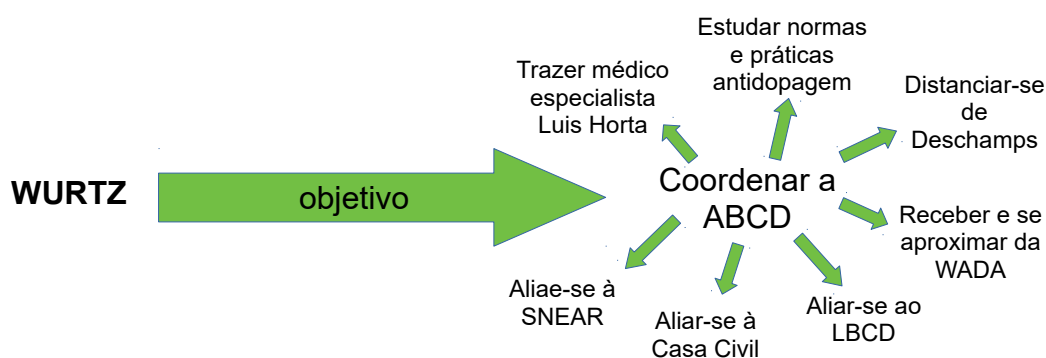 WURTZ
objetivo
Coordenar a
ABCD
Trazer médico
especialista
Luis Horta
Estudar normas
e práticas
antidopagem
Distanciar-se
de
Deschamps
Receber e se
aproximar da
WADA
Aliar-se ao
LBCD
Aliar-se à
Casa Civil
Aliae-se à
SNEAR